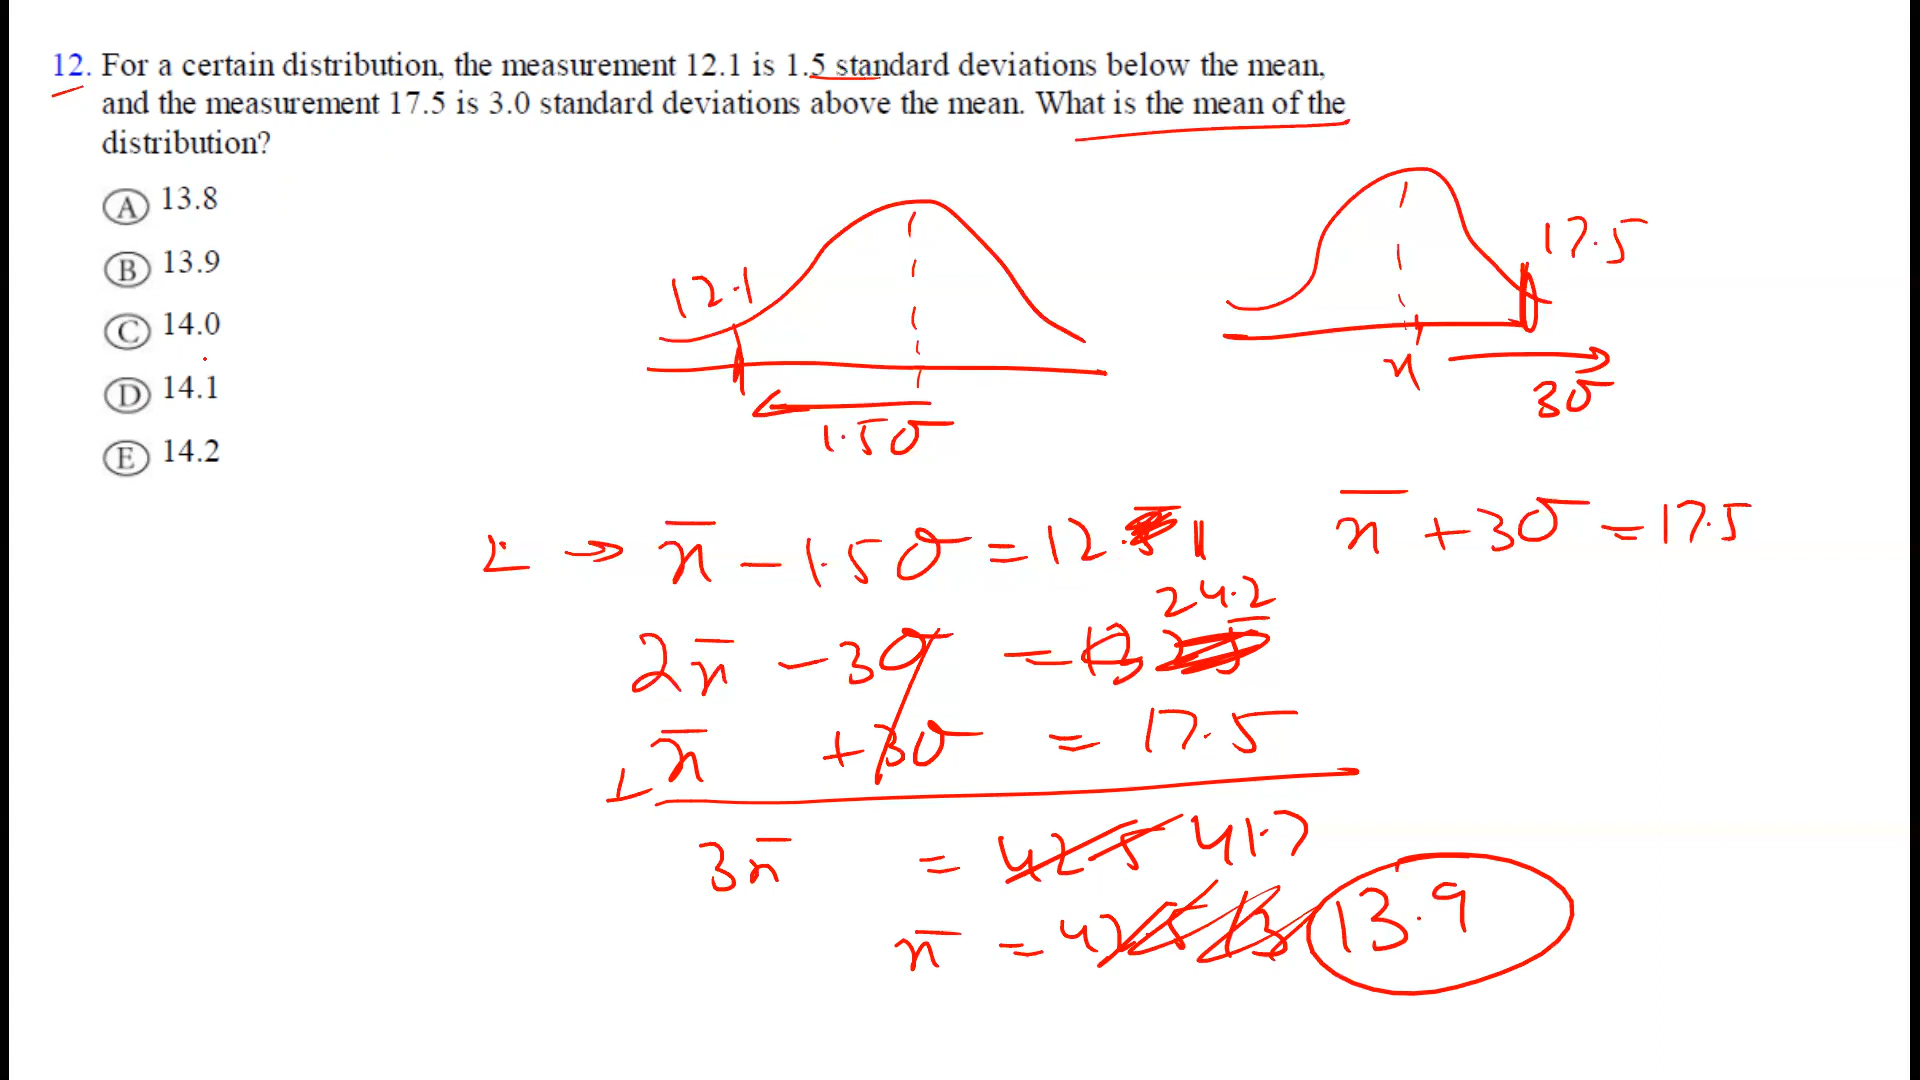 12. For a certain distribution, the measurement 12.1 is 1.5 standard deviations below the mean,
and the measurement 17.5 is 3.0 standard deviations above the mean. What is the mean of the
distribution?
A 13.8
B 13.9
C 14.0
D 14.1
E 14.2
12.1
1.5σ
17.5
x
3σ
x̄ - 1.5σ = 12.1
x̄ + 3σ = 17.5
24.2
2x̄ - 3σ =
x̄ + 3σ = 17.5
3x̄ = 41.7
x̄ = 13.9